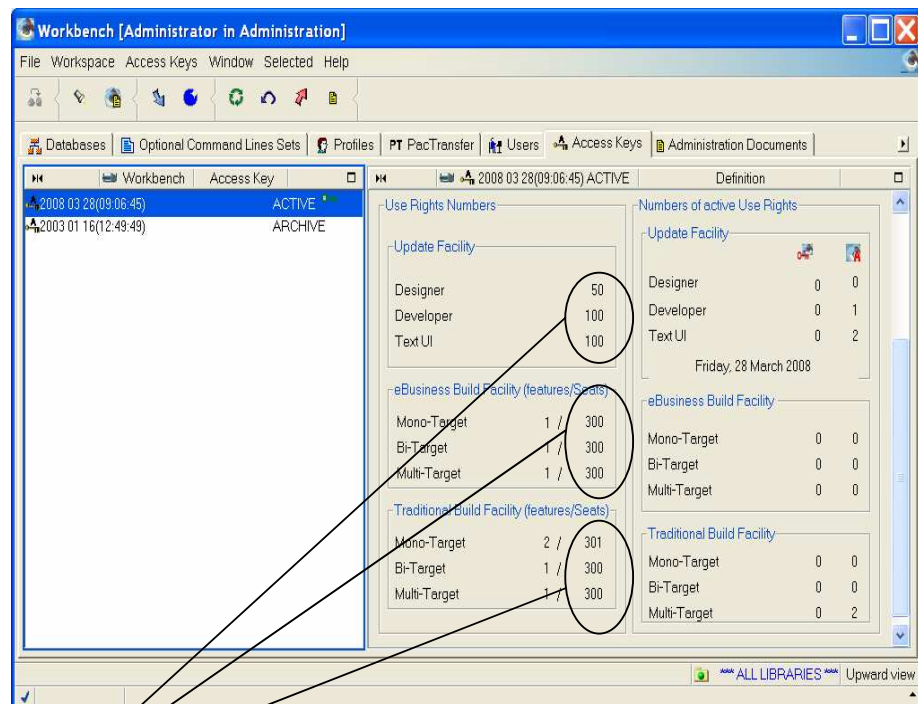 Workbench [Administrator in Administration]
File Workspace Access Keys Window Selected Help
Databases Optional Command Lines Sets Profiles PT PacTransfer Users Access Keys Administration Documents
Workbench Access Key
2008 03 28(09:06:45) ACTIVE
2003 01 16(12:49:49) ARCHIVE
2008 03 28(09:06:45) ACTIVE Definition
Use Rights Numbers
Update Facility
Designer 50
Developer 100
Text UI 100
eBusiness Build Facility (features/Seats)
Mono-Target 1 / 300
Bi-Target 1 / 300
Multi-Target 1 / 300
Traditional Build Facility (features/Seats)
Mono-Target 2 / 301
Bi-Target 1 / 300
Multi-Target 1 / 300
Numbers of active Use Rights
Update Facility
Designer 0 0
Developer 0 1
Text UI 0 2
Friday, 28 March 2008
eBusiness Build Facility
Mono-Target 0 0
Bi-Target 0 0
Multi-Target 0 0
Traditional Build Facility
Mono-Target 0 0
Bi-Target 0 0
Multi-Target 0 2
*** ALL LIBRARIES *** Upward view